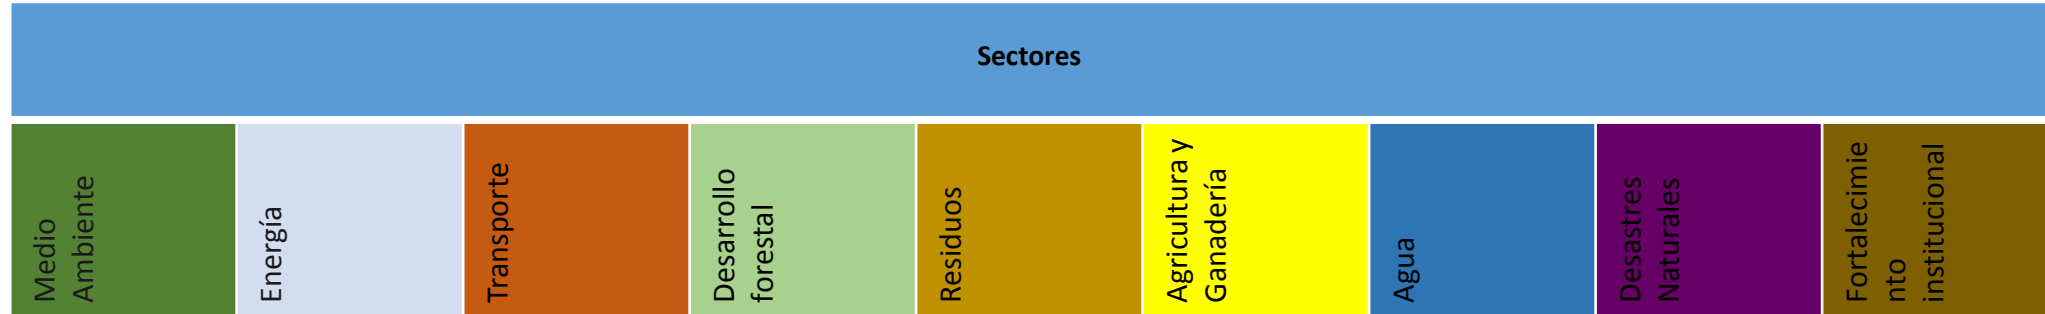 Sectores
Medio
Ambiente
Energía
Transporte
Desarrollo
forestal
Residuos
Agricultura y
Ganadería
Agua
Desastres
Naturales
Fortalecimie
nto
institucional